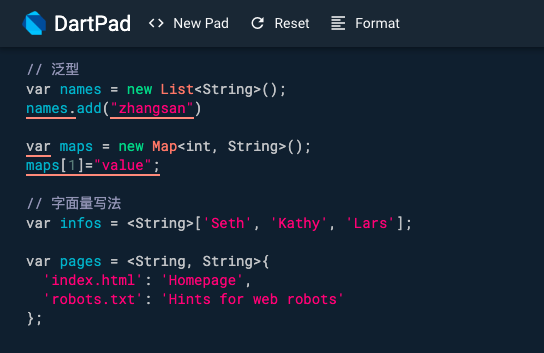 DartPad <> New Pad Reset Format
// 泛型
var names = new List<String>();
names.add("zhangsan")
var maps = new Map<int, String>();
maps[1]="value";
// 字面量写法
var infos = <String>['Seth', 'Kathy', 'Lars'];
var pages = <String, String>{
  'index.html': 'Homepage',
  'robots.txt': 'Hints for web robots'
};